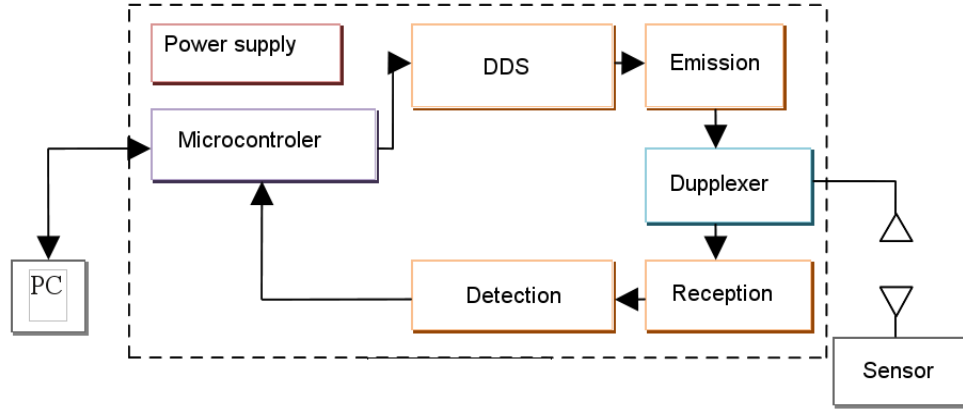 Power supply
DDS
Emission
Microcontroler
Dupplexer
PC
Detection
Reception
Sensor